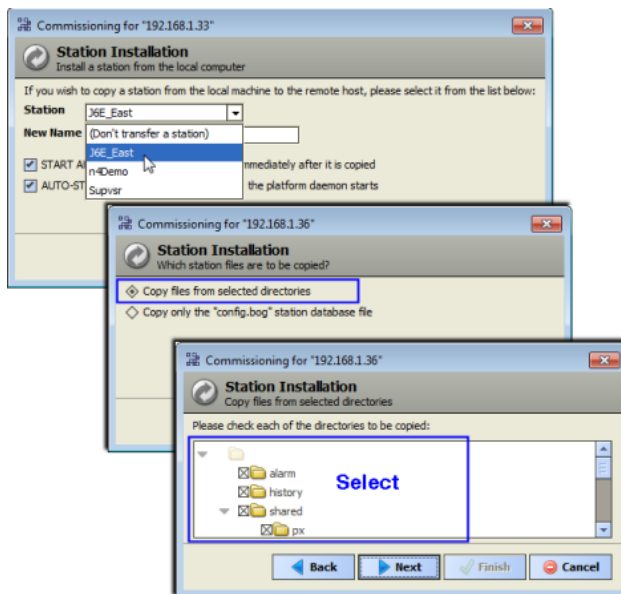 Commissioning for "192.168.1.33"
Station Installation
Install a station from the local computer
If you wish to copy a station from the local machine to the remote host, please select it from the list below:
Station J6E_East
New Name (Don't transfer a station)
J6E_East
START A mmediately after it is copied
n4Demo
AUTO-ST the platform daemon starts
Supvsr
Commissioning for "192.168.1.36"
Station Installation
Which station files are to be copied?
Copy files from selected directories
Copy only the "config.bog" station database file
Commissioning for "192.168.1.36"
Station Installation
Copy files from selected directories
Please check each of the directories to be copied:
alarm
Select
history
shared
px
Back Next Finish Cancel